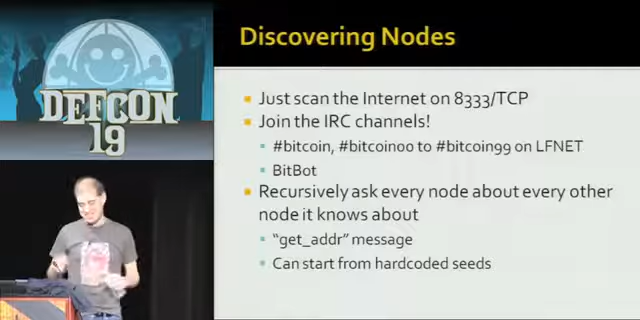 DEFCON
19
Discovering Nodes
Just scan the Internet on 8333/TCP
Join the IRC channels!
#bitcoin, #bitcoin00 to #bitcoin99 on LFNET
BitBot
Recursively ask every node about every other
node it knows about
“get_addr” message
Can start from hardcoded seeds